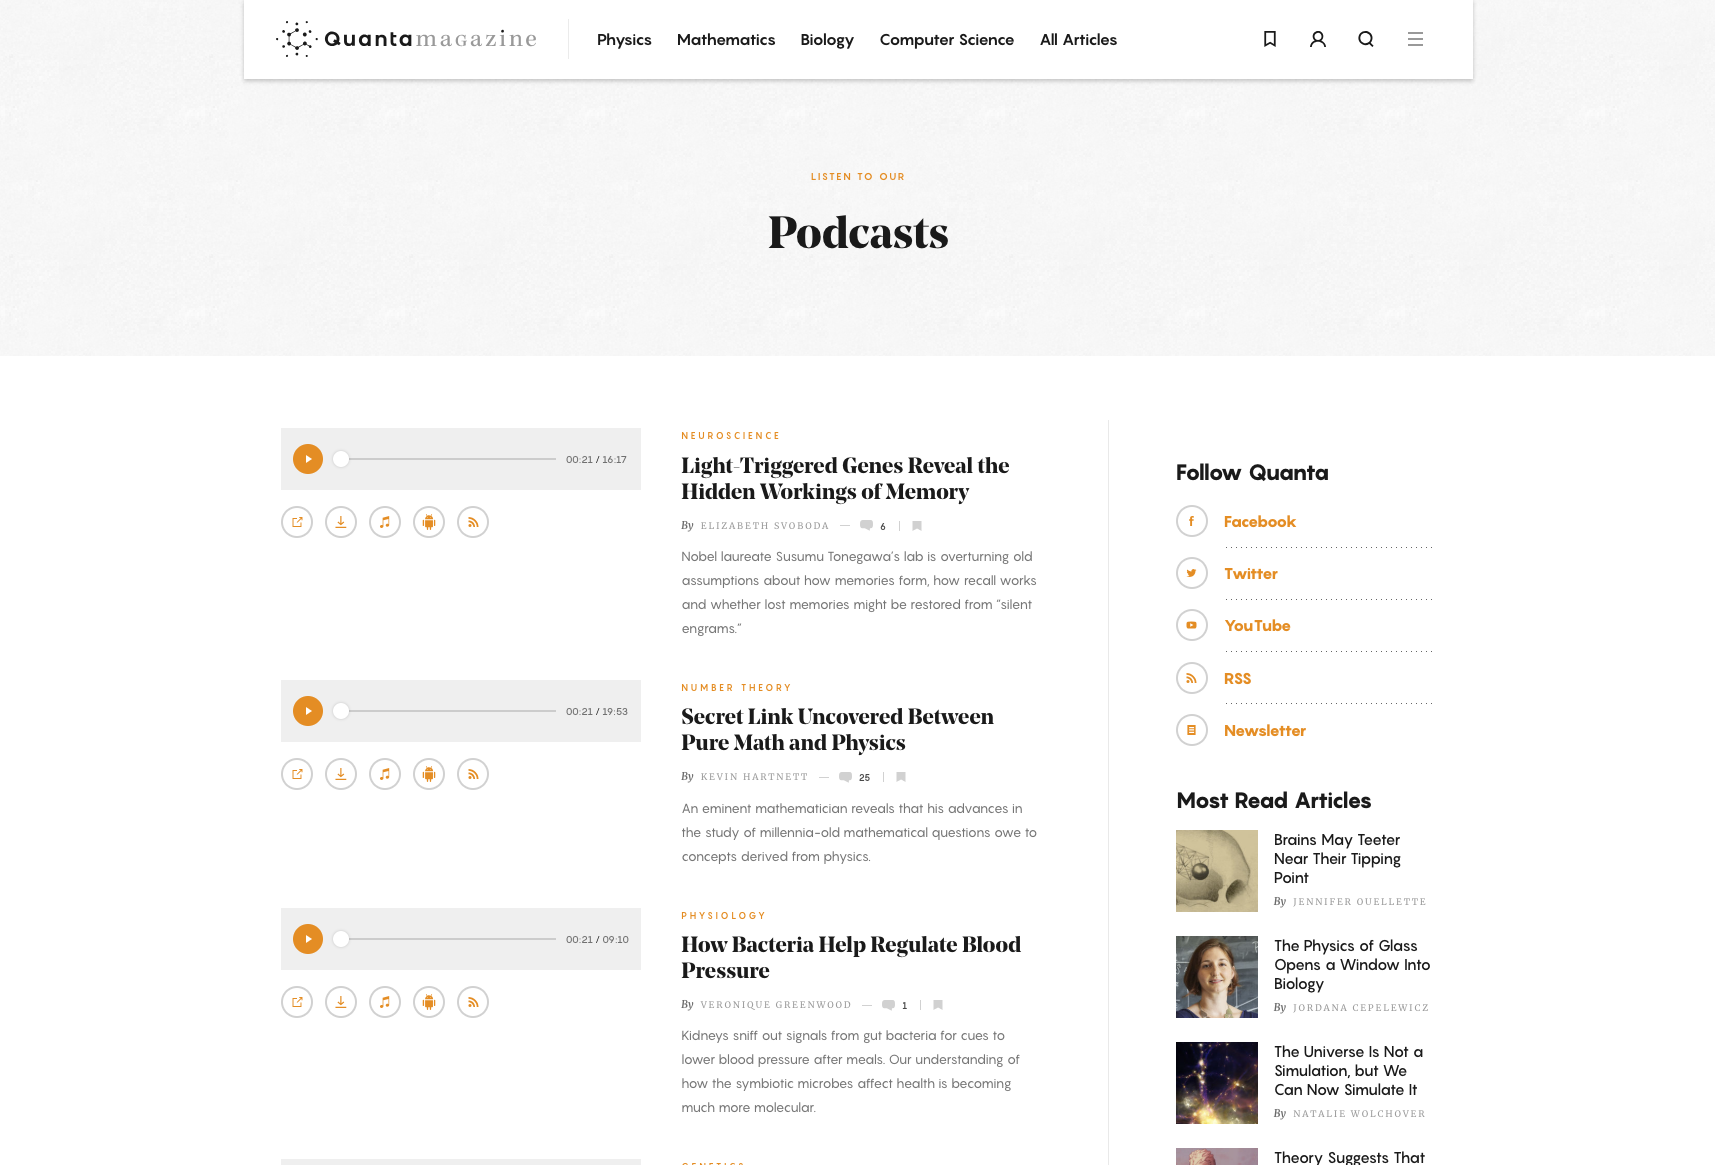 Quantamagazine
Physics Mathematics Biology Computer Science All Articles
LISTEN TO OUR
Podcasts
00:21 / 16:17
NEUROSCIENCE
Light-Triggered Genes Reveal the
Hidden Workings of Memory
By ELIZABETH SVOBODA — 6
Nobel laureate Susumu Tonegawa’s lab is overturning old
assumptions about how memories form, how recall works
and whether lost memories might be restored from “silent
engrams.”
00:21 / 19:53
NUMBER THEORY
Secret Link Uncovered Between
Pure Math and Physics
By KEVIN HARTNETT — 25
An eminent mathematician reveals that his advances in
the study of millennia-old mathematical questions owe to
concepts derived from physics.
00:21 / 09:10
PHYSIOLOGY
How Bacteria Help Regulate Blood
Pressure
By VERONIQUE GREENWOOD — 1
Kidneys sniff out signals from gut bacteria for cues to
lower blood pressure after meals. Our understanding of
how the symbiotic microbes affect health is becoming
much more molecular.
Follow Quanta
Facebook
Twitter
YouTube
RSS
Newsletter
Most Read Articles
Brains May Teeter
Near Their Tipping
Point
By JENNIFER OUELLETTE
The Physics of Glass
Opens a Window Into
Biology
By JORDANA CEPELEWICZ
The Universe Is Not a
Simulation, but We
Can Now Simulate It
By NATALIE WOLCHOVER
Theory Suggests That